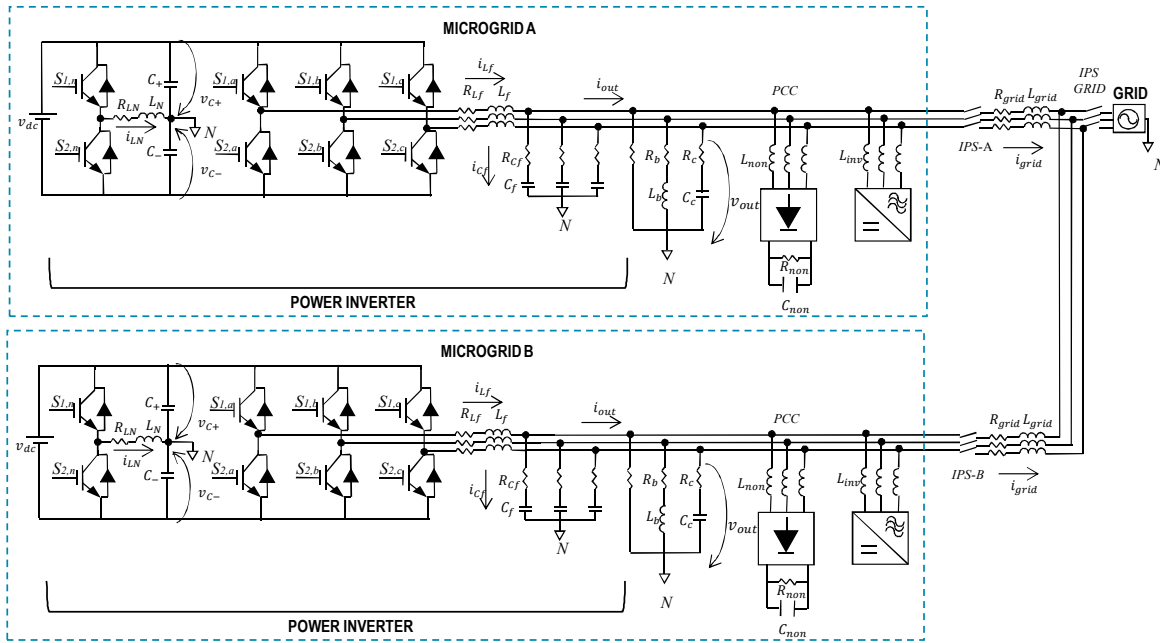 MICROGRID A
S1,n
S1,a
S1,b
S1,c
iLf
RLf
Lf
iout
PCC
IPS
GRID
GRID
Rgrid
Lgrid
vdc
RLN
LN
iLN
C+
vC+
N
C−
vC−
S2,n
S2,a
S2,b
S2,c
iCf
RCf
Cf
N
Rb
Rc
Lb
Cc
vout
N
Lnon
Rnon
Cnon
Linv
IPS-A
igrid
N
POWER INVERTER
MICROGRID B
S1,n
S1,a
S1,b
S1,c
iLf
RLf
Lf
iout
PCC
Rgrid
Lgrid
vdc
RLN
LN
iLN
C+
vC+
N
C−
vC−
S2,n
S2,a
S2,b
S2,c
iCf
RCf
Cf
N
Rb
Rc
Lb
Cc
vout
N
Lnon
Rnon
Cnon
Linv
IPS-B
igrid
POWER INVERTER